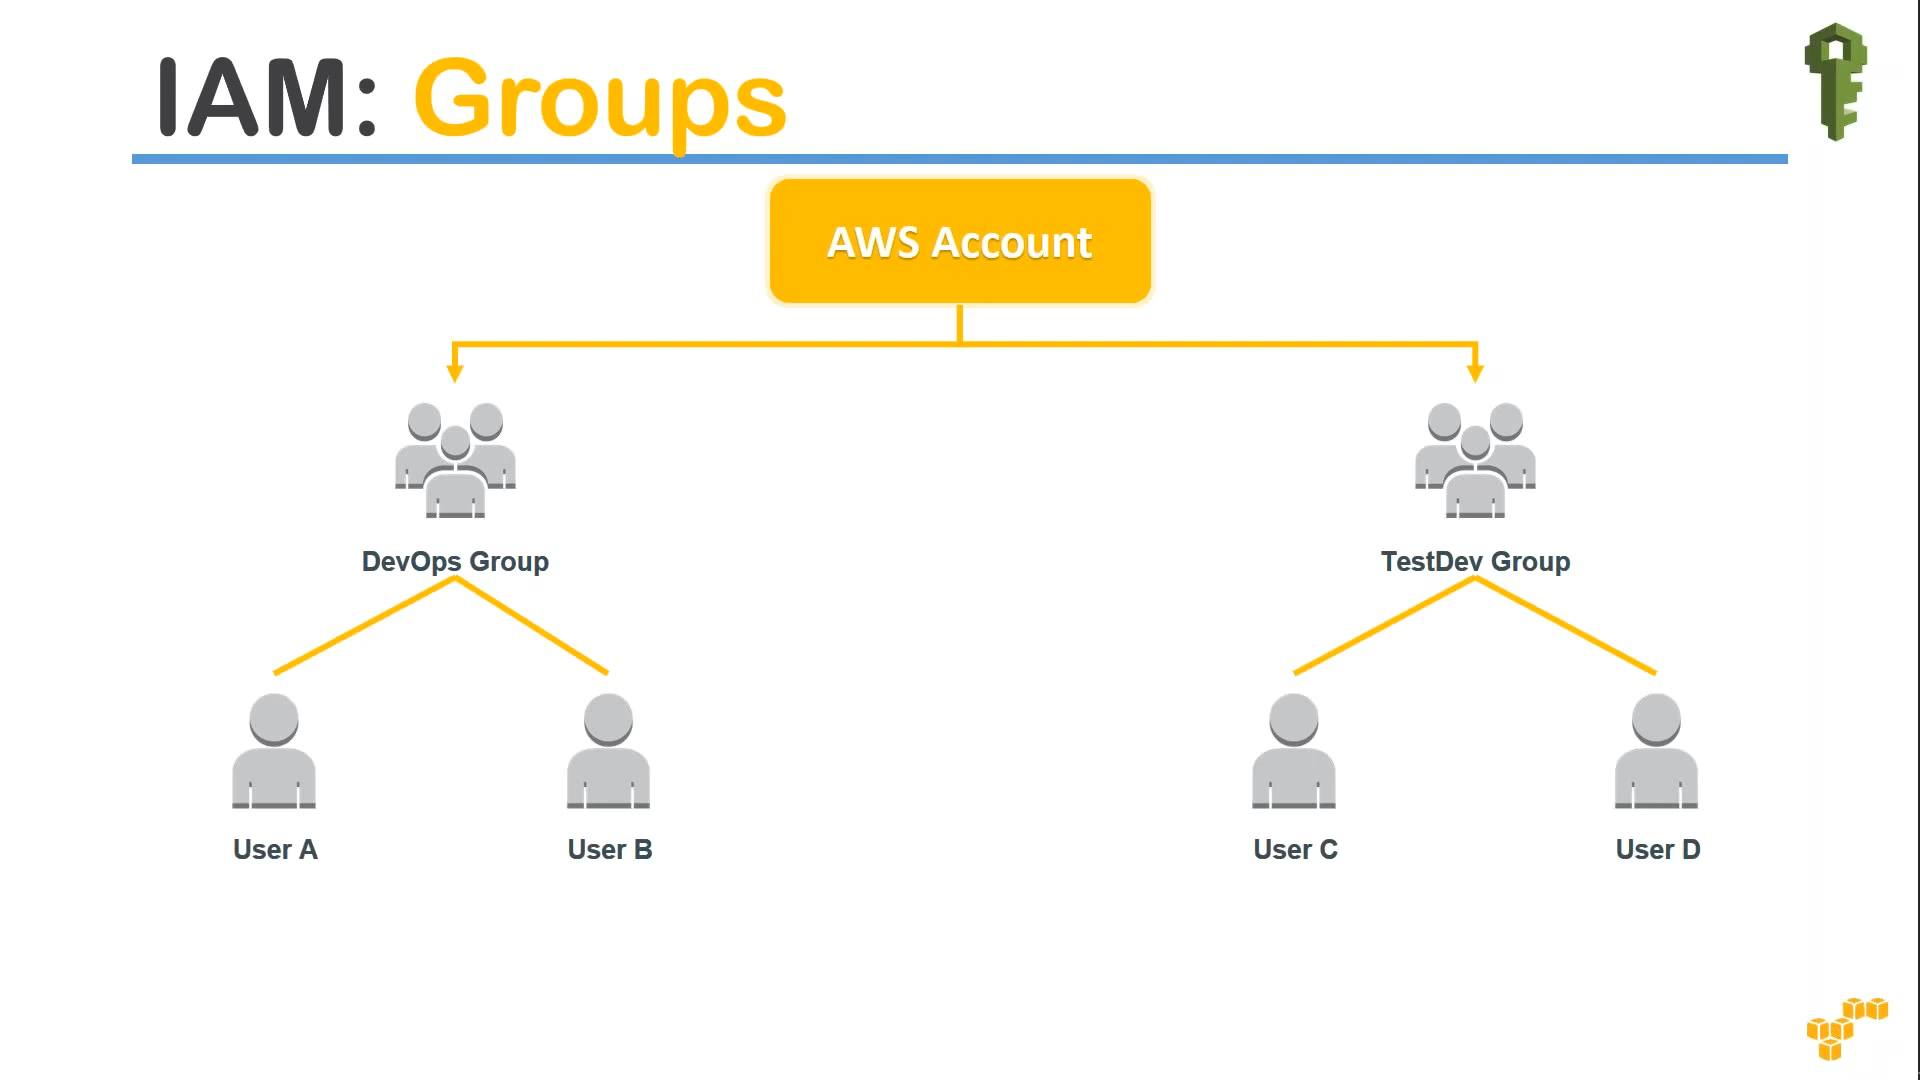 IAM: Groups
AWS Account
DevOps Group
TestDev Group
User A
User B
User C
User D